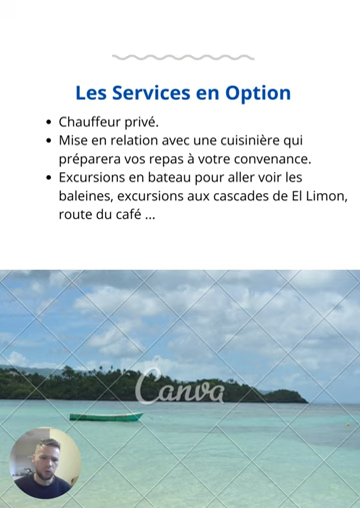 Les Services en Option
• Chauffeur privé.
• Mise en relation avec une cuisinière qui
préparera vos repas à votre convenance.
• Excursions en bateau pour aller voir les
baleines, excursions aux cascades de El Limon,
route du café ...
Canva